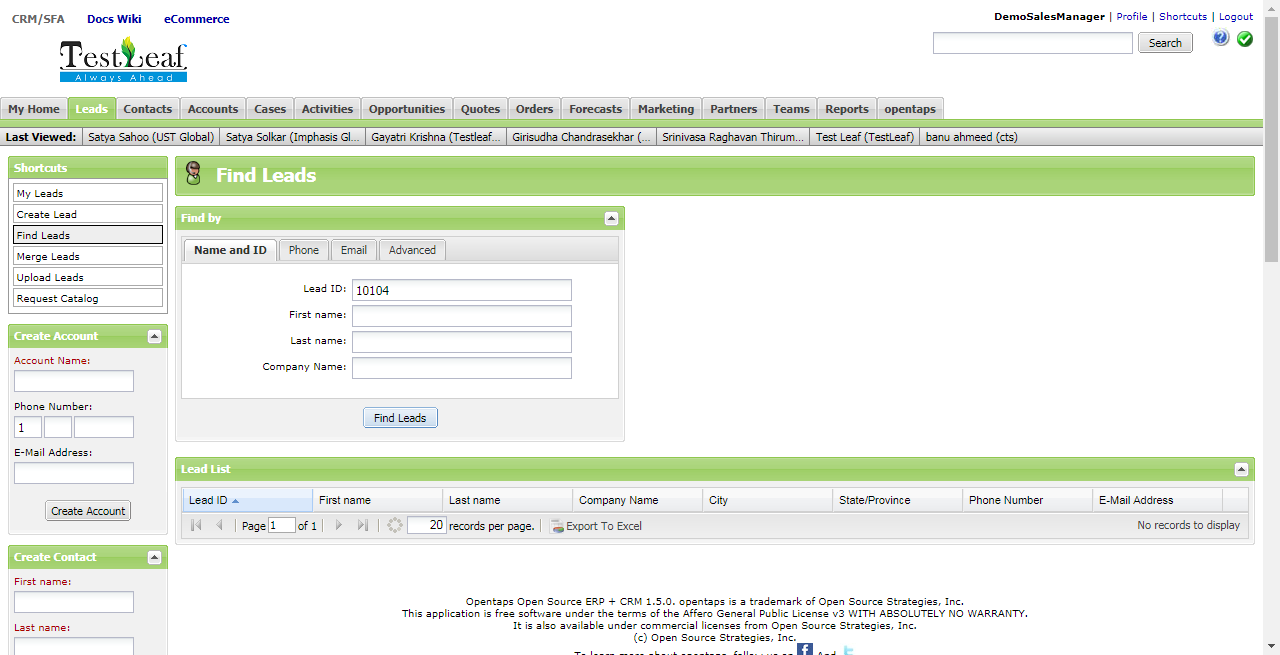 CRM/SFA Docs Wiki eCommerce
DemoSalesManager | Profile | Shortcuts | Logout
TestLeaf
Always Ahead
Search
My Home Leads Contacts Accounts Cases Activities Opportunities Quotes Orders Forecasts Marketing Partners Teams Reports opentaps
Last Viewed: Satya Sahoo (UST Global) Satya Solkar (Imphasis Gl... Gayatri Krishna (Testleaf... Girisudha Chandrasekhar (... Srinivasa Raghavan Thirum... Test Leaf (TestLeaf) banu ahmeed (cts)
Shortcuts
My Leads
Create Lead
Find Leads
Merge Leads
Upload Leads
Request Catalog
Create Account
Account Name:
Phone Number:
1
E-Mail Address:
Create Account
Create Contact
First name:
Last name:
Find Leads
Find by
Name and ID Phone Email Advanced
Lead ID: 10104
First name:
Last name:
Company Name:
Find Leads
Lead List
Lead ID First name Last name Company Name City State/Province Phone Number E-Mail Address
Page 1 of 1 20 records per page. Export To Excel No records to display
Opentaps Open Source ERP + CRM 1.5.0. opentaps is a trademark of Open Source Strategies, Inc.
This application is free software under the terms of the Affero General Public License v3 WITH ABSOLUTELY NO WARRANTY.
It is also available under commercial licenses from Open Source Strategies, Inc.
(c) Open Source Strategies, Inc.
To learn more about opentaps, follow us on f And t